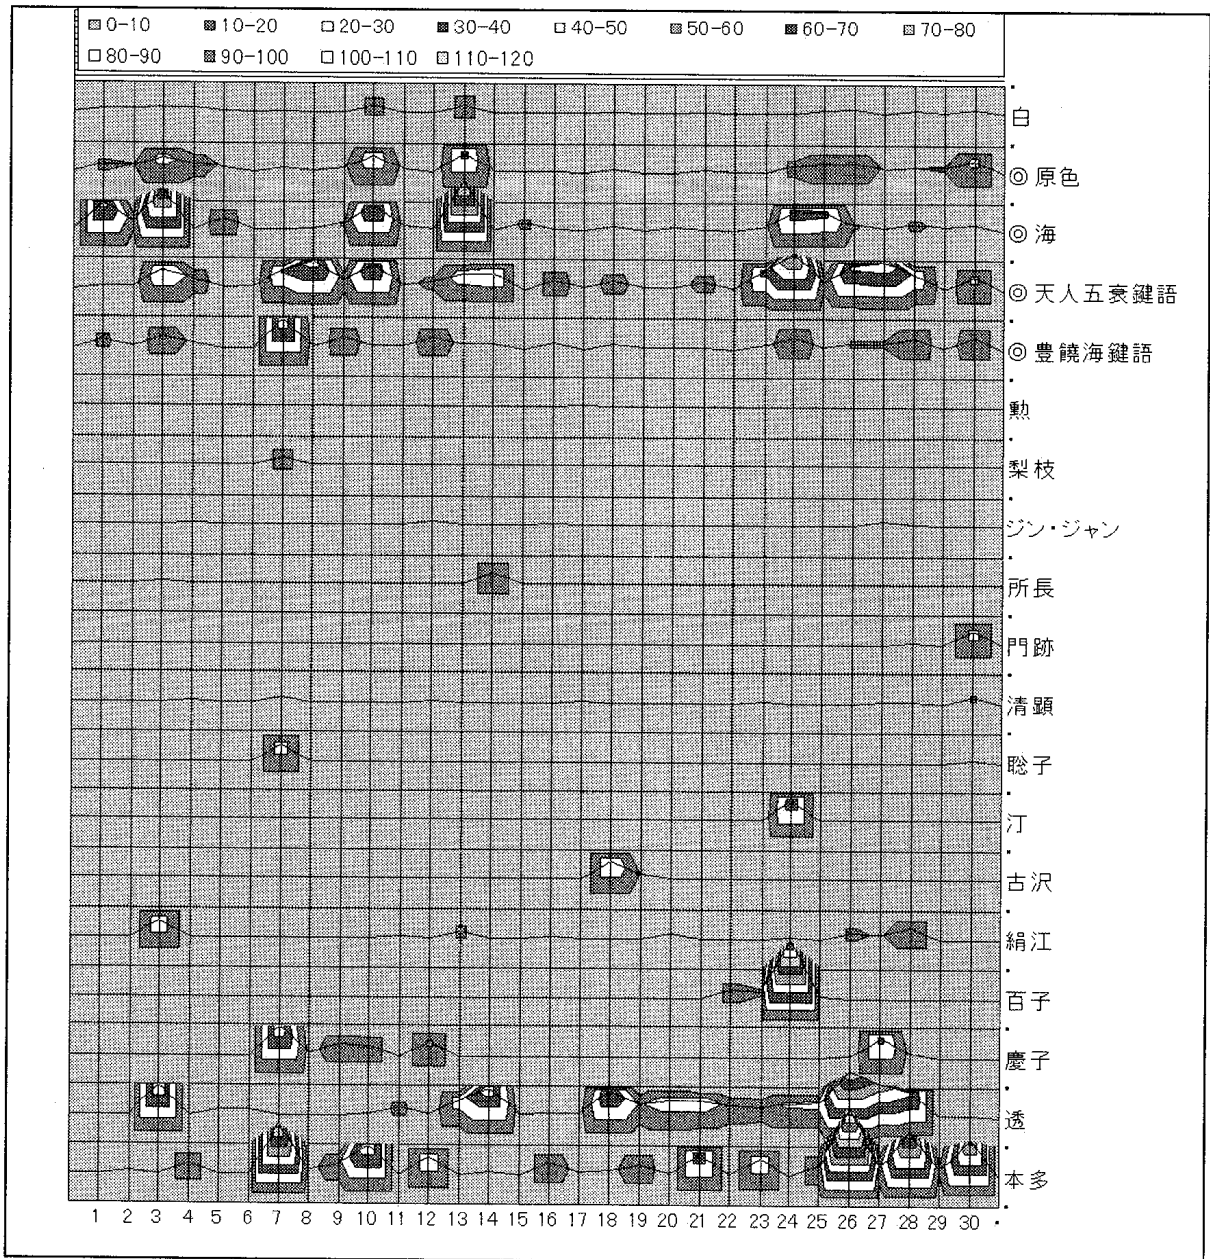 0-10 10-20 20-30 30-40 40-50 50-60 60-70 70-80
80-90 90-100 100-110 110-120
白
◎原色
◎海
◎天人五衰鍵語
◎豊饒海鍵語
勲
梨枝
ジン・ジャン
所長
門跡
清顕
聡子
汀
古沢
絹江
百子
慶子
透
本多
1 2 3 4 5 6 7 8 9 10 11 12 13 14 15 16 17 18 19 20 21 22 23 24 25 26 27 28 29 30